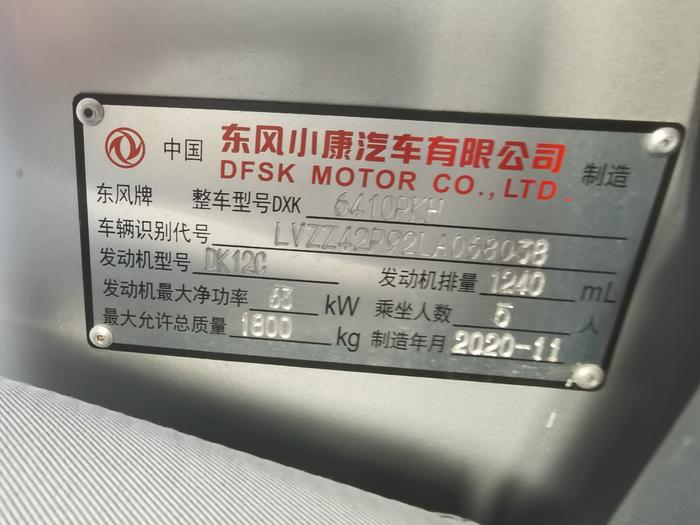 中国 东风小康汽车有限公司 制造
DFSK MOTOR CO., LTD.
东风牌 整车型号DXK 6410PKH
车辆识别代号 LVZZ42P92LA068038
发动机型号 DK12C 发动机排量 1240 mL
发动机最大净功率 63 kW 乘坐人数 5 人
最大允许总质量 1800 kg 制造年月 2020-11